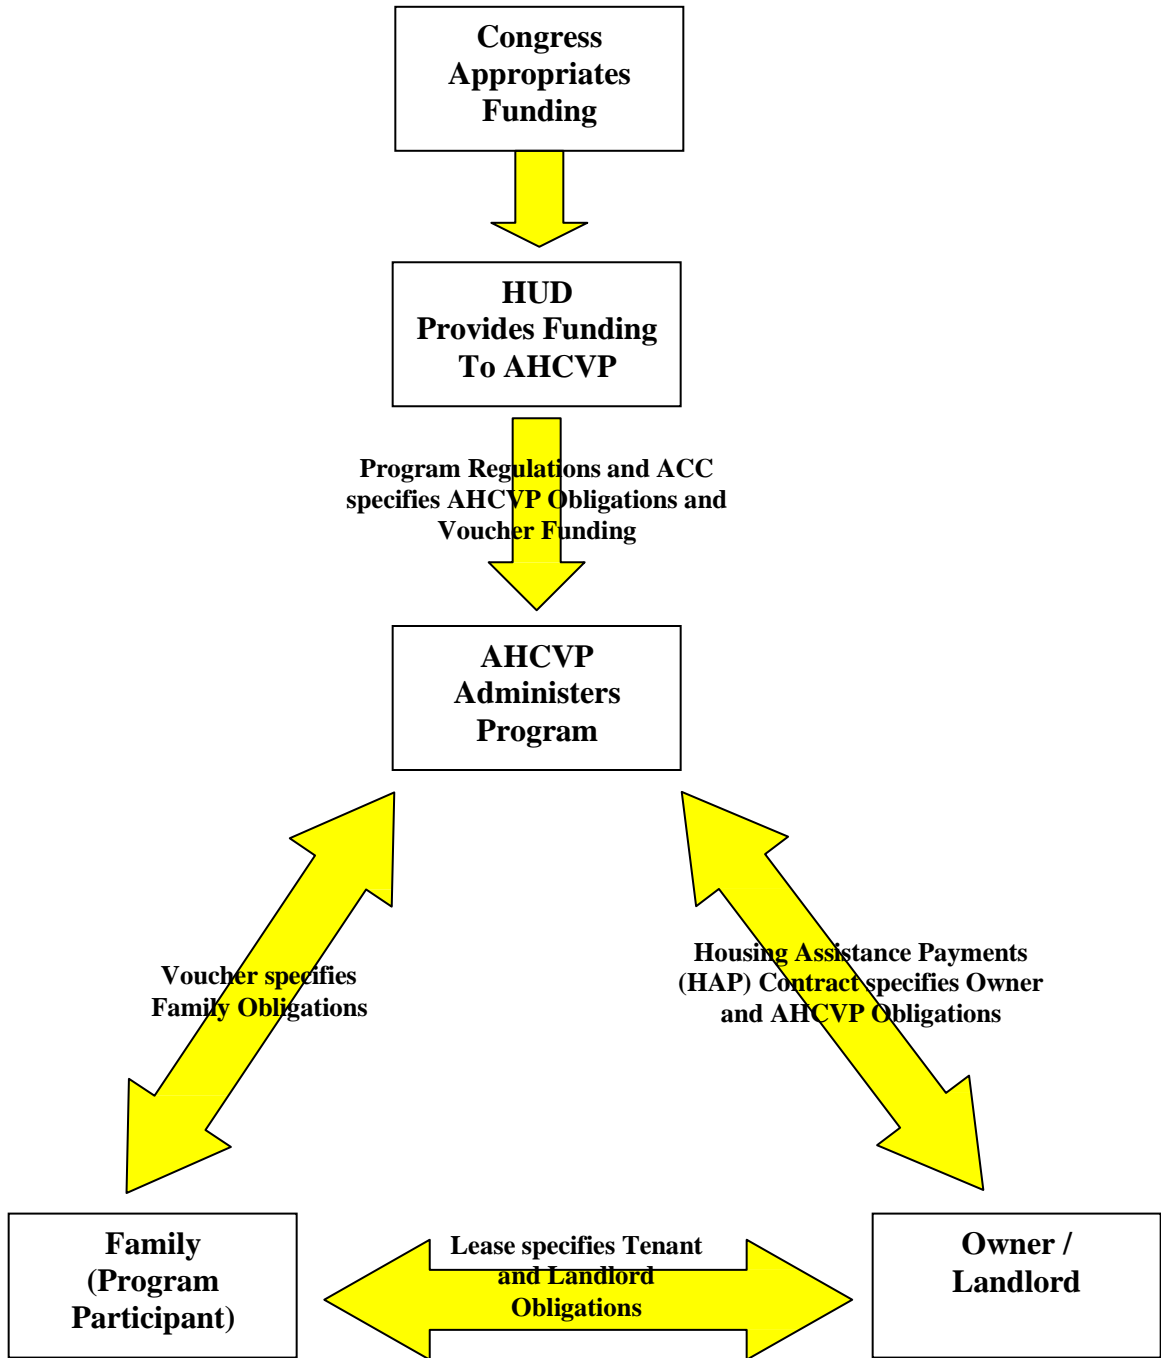 Congress
Appropriates
Funding
HUD
Provides Funding
To AHCVP
Program Regulations and ACC
specifies AHCVP Obligations and
Voucher Funding
AHCVP
Administers
Program
Voucher specifies
Family Obligations
Housing Assistance Payments
(HAP) Contract specifies Owner
and AHCVP Obligations
Family
(Program
Participant)
Lease specifies Tenant
and Landlord
Obligations
Owner /
Landlord